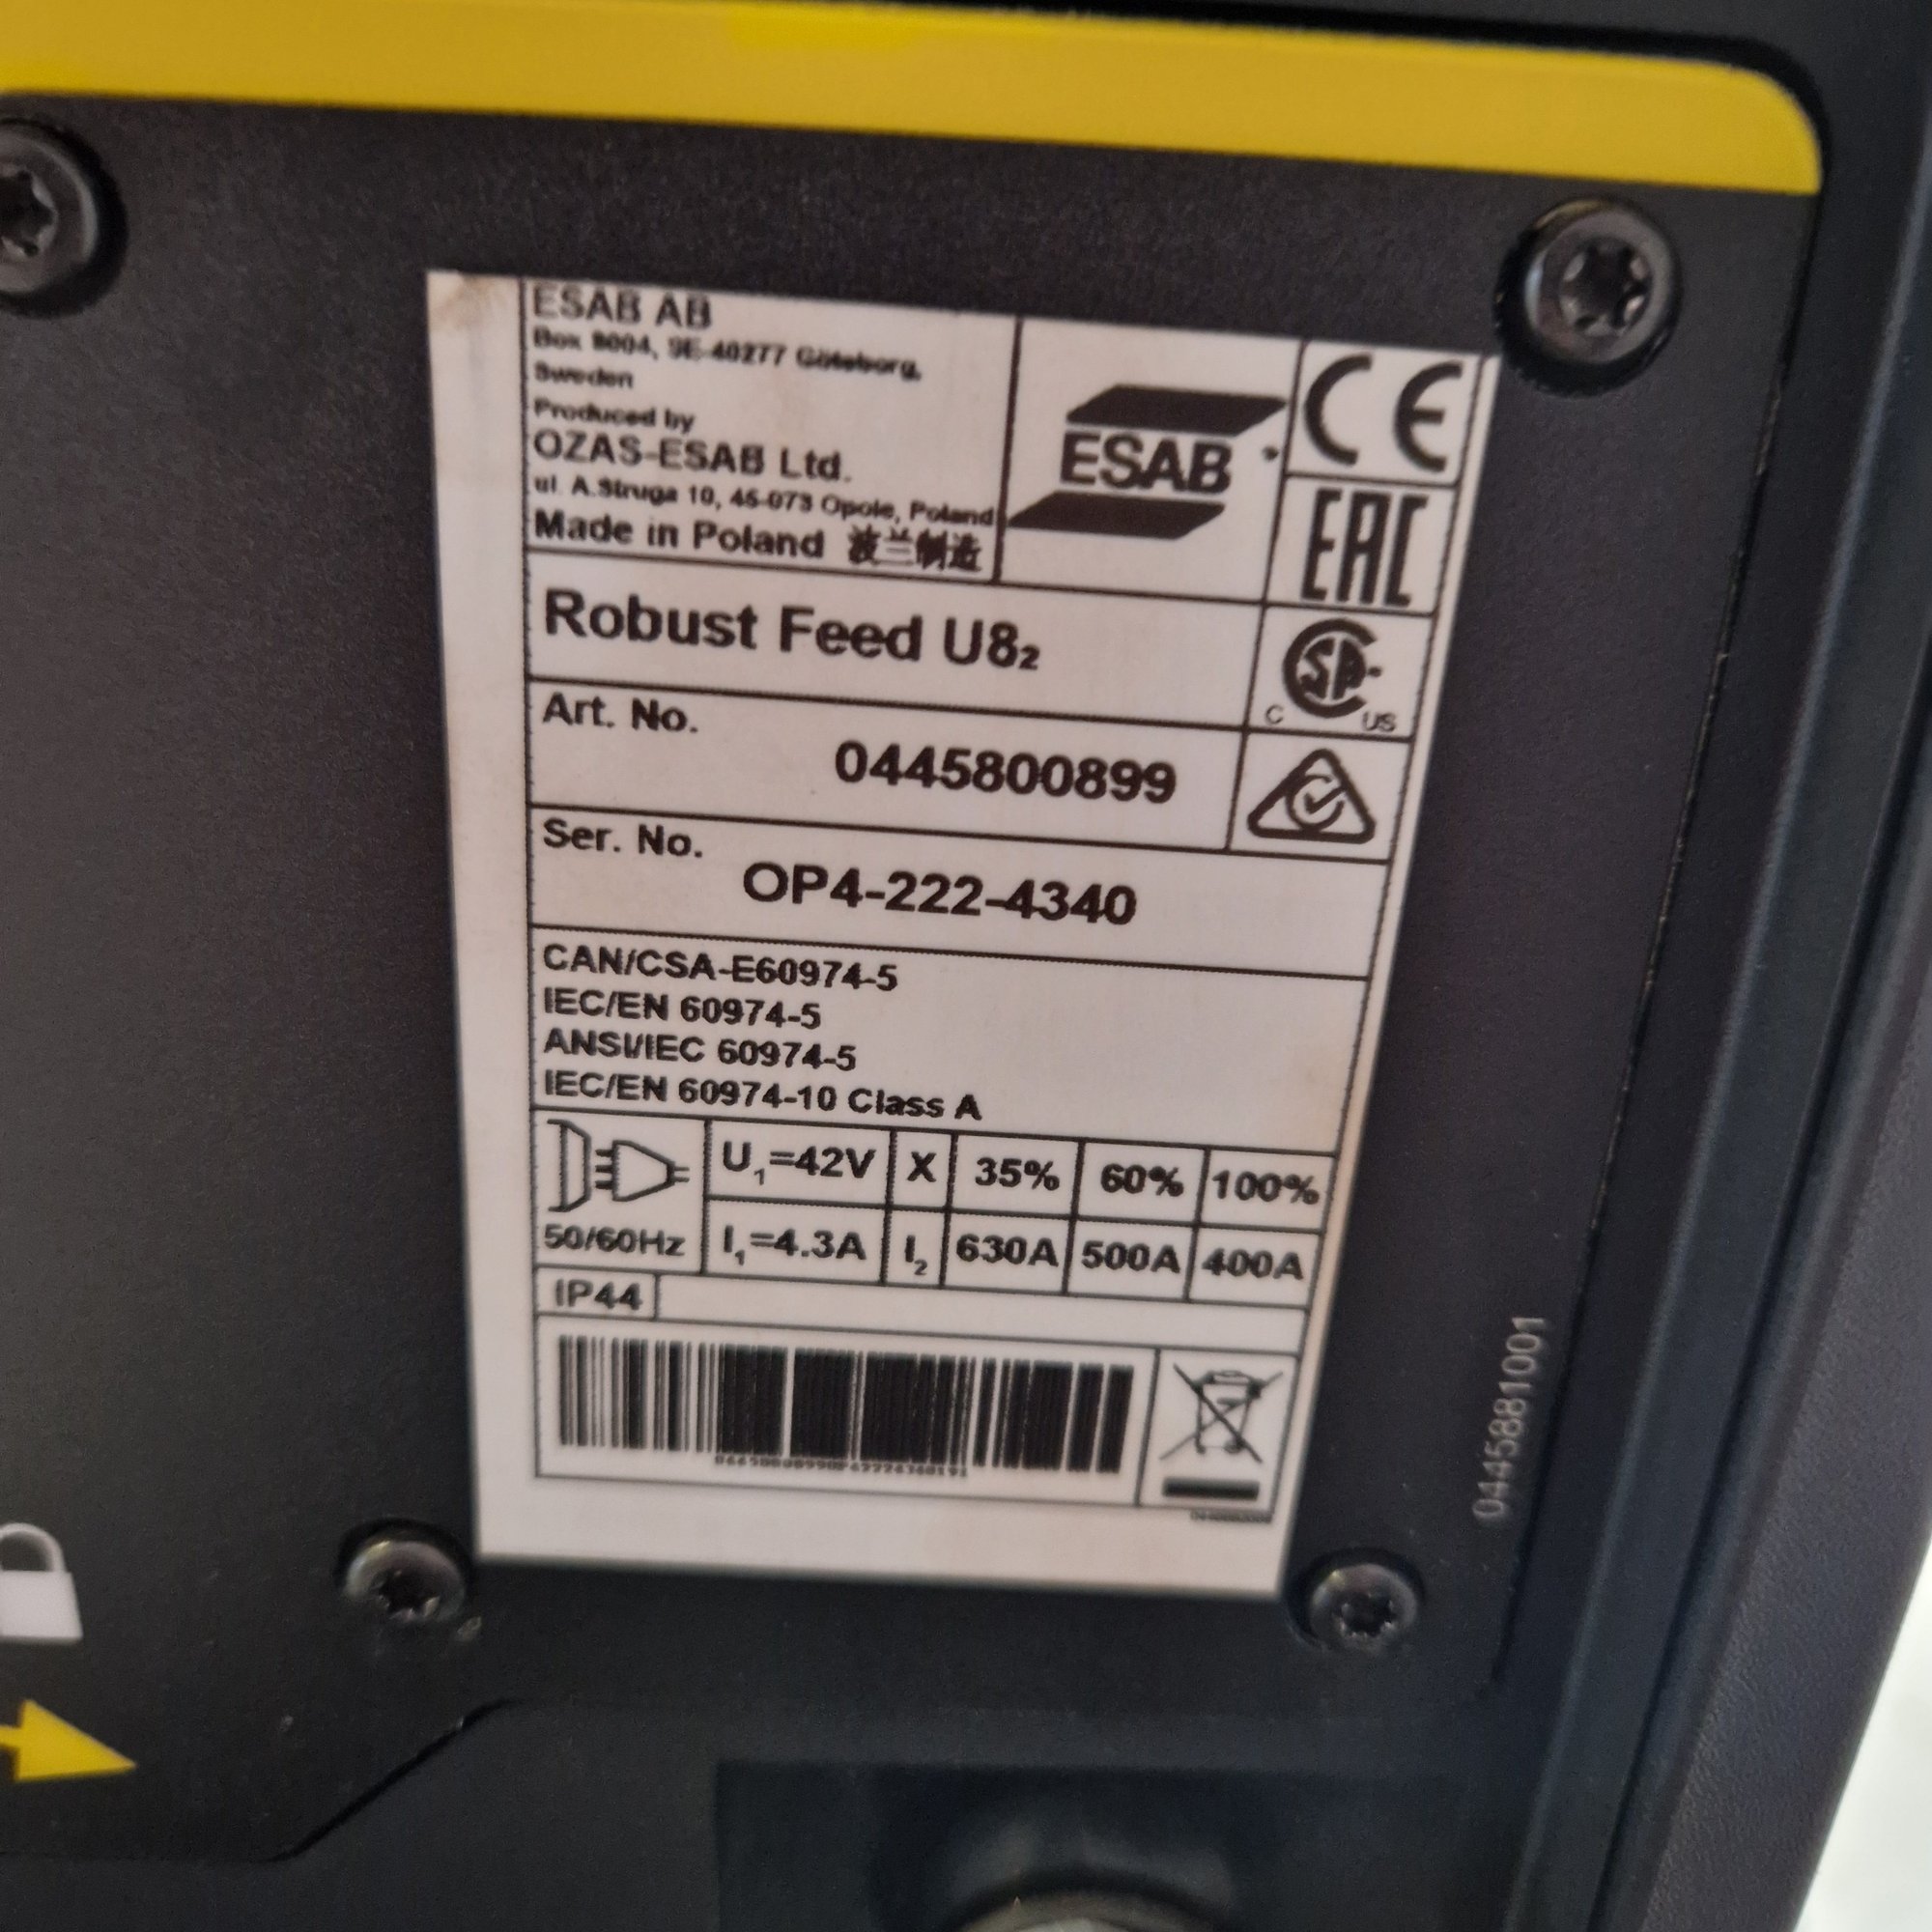 ESAB AB
Box 8004, SE-40277 Göteborg,
Sweden
Produced by
OZAS-ESAB Ltd.
ul. A.Struga 10, 45-073 Opole, Poland
Made in Poland 波兰制造
ESAB
CE
EAC
Robust Feed U8₂
C SA US
Art. No.
0445800899
Ser. No.
OP4-222-4340
CAN/CSA-E60974-5
IEC/EN 60974-5
ANSI/IEC 60974-5
IEC/EN 60974-10 Class A
U₁=42V X 35% 60% 100%
50/60Hz I₁=4.3A I₂ 630A 500A 400A
IP44
0445881001